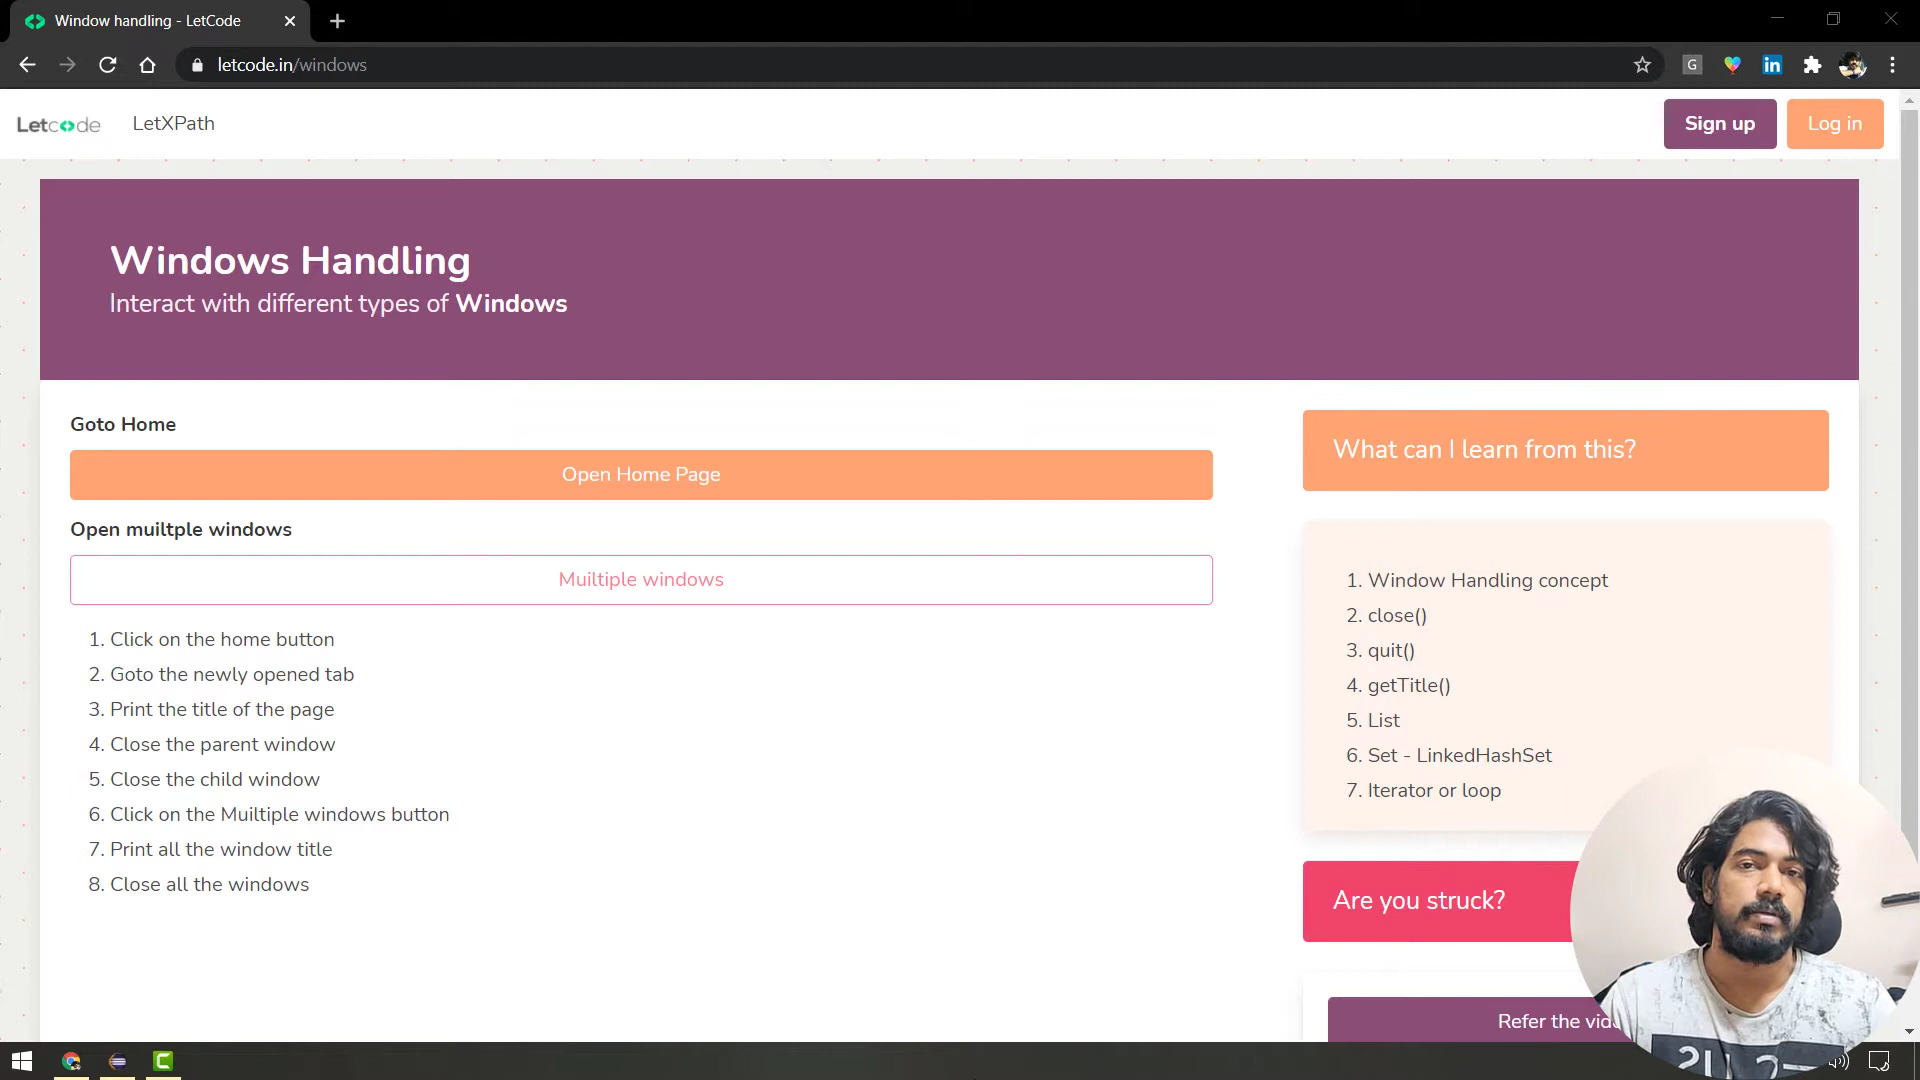 Window handling - LetCode
letcode.in/windows
G
in
Letcode
LetXPath
Sign up
Log in
Windows Handling
Interact with different types of Windows
Goto Home
Open Home Page
Open muiltple windows
Muiltiple windows
1. Click on the home button
2. Goto the newly opened tab
3. Print the title of the page
4. Close the parent window
5. Close the child window
6. Click on the Muiltiple windows button
7. Print all the window title
8. Close all the windows
What can I learn from this?
1. Window Handling concept
2. close()
3. quit()
4. getTitle()
5. List
6. Set - LinkedHashSet
7. Iterator or loop
Are you struck?
Refer the